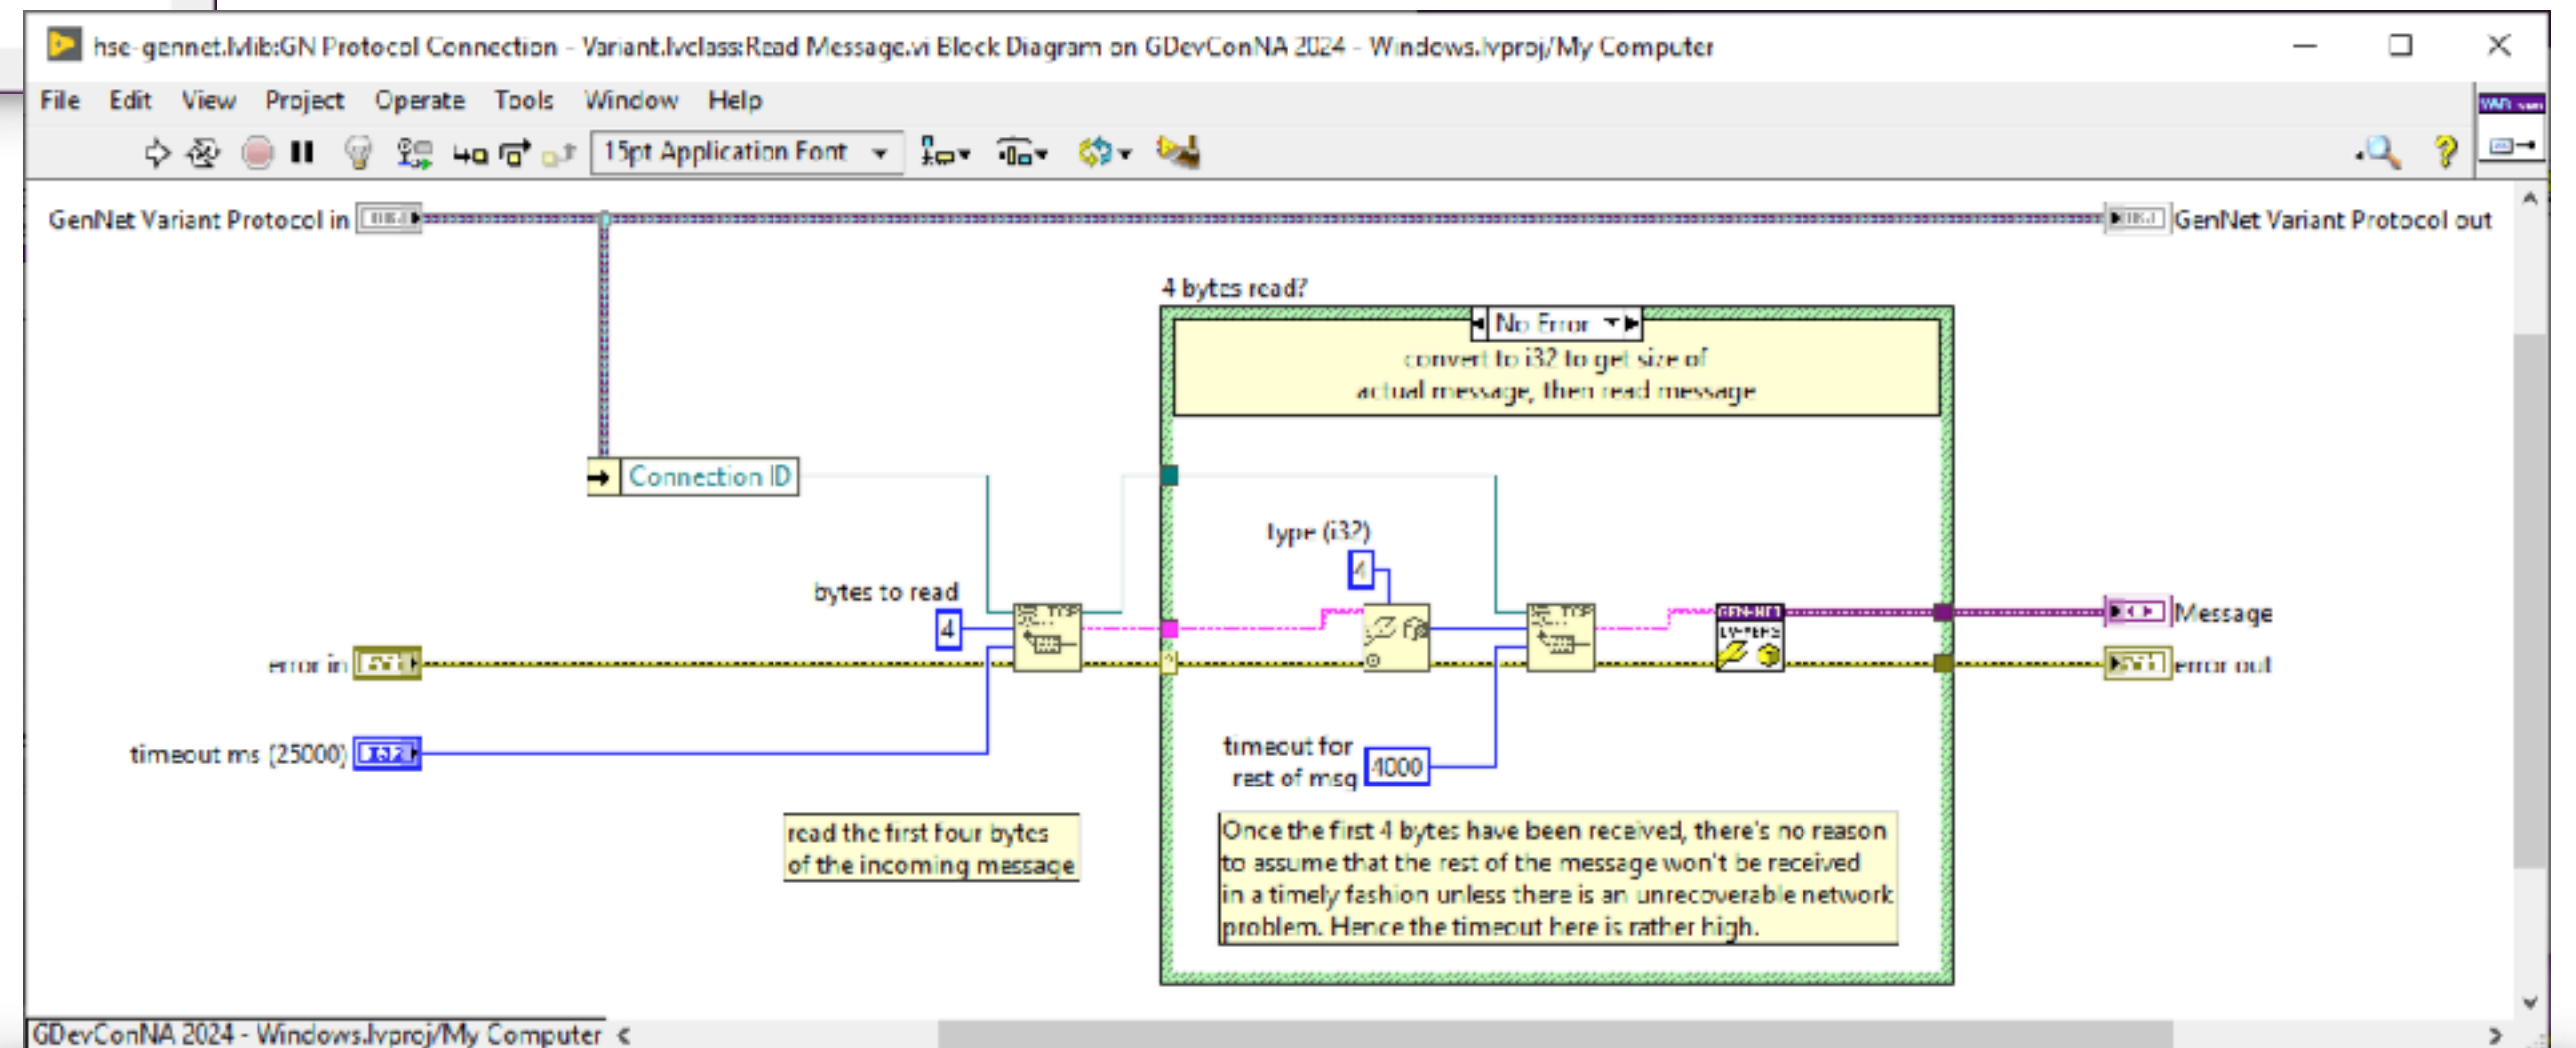 hse-gennet.lvlib:GN Protocol Connection - Variant.lvclass:Read Message.vi Block Diagram on GDevConNA 2024 - Windows.lvproj/My Computer
File Edit View Project Operate Tools Window Help
15pt Application Font
GenNet Variant Protocol in
GenNet Variant Protocol out
4 bytes read?
No Error
convert to i32 to get size of
actual message, then read message
Connection ID
type (i32)
4
bytes to read
4
TCP
TCP
GEN-NET
Message
error in
error out
timeout ms (25000)
I32
timeout for
rest of msg
4000
read the first four bytes
of the incoming message
Once the first 4 bytes have been received, there's no reason
to assume that the rest of the message won't be received
in a timely fashion unless there is an unrecoverable network
problem. Hence the timeout here is rather high.
GDevConNA 2024 - Windows.lvproj/My Computer